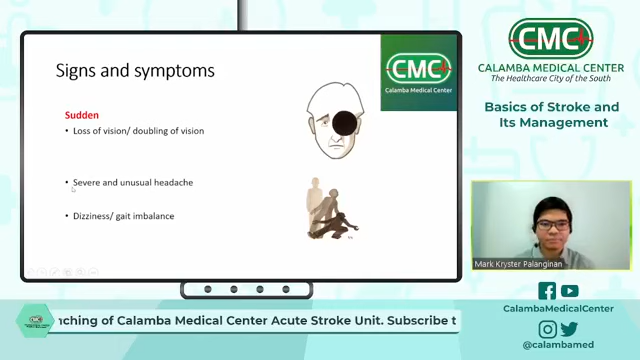 Signs and symptoms
CMC
Calamba Medical Center
Sudden
• Loss of vision/ doubling of vision
• Severe and unusual headache
• Dizziness/ gait imbalance
CMC
CALAMBA MEDICAL CENTER
The Healthcare City of the South
Basics of Stroke and
Its Management
Mark Kryster Palanginan
CalambaMedicalCenter
@calambamed
CMC
nching of Calamba Medical Center Acute Stroke Unit. Subscribe t